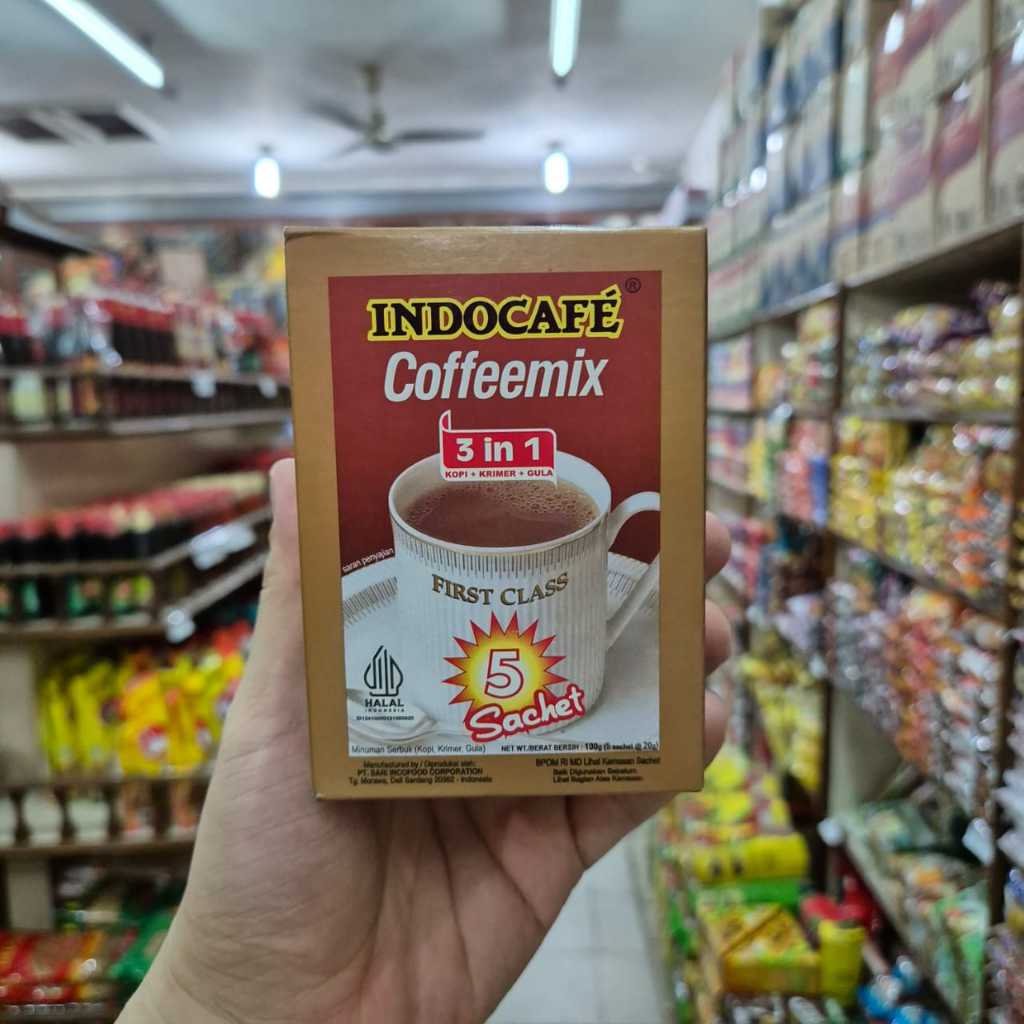 INDOCAFÉ®
Coffeemix
3 in 1
KOPI + KRIMER + GULA
saran penyajian
FIRST CLASS
5
Sachet
HALAL
INDONESIA
Minuman Serbuk (Kopi, Krimer, Gula)
NET WT./BERAT BERSIH : 100g (5 sachet @ 20g)
Manufactured by / Diproduksi oleh:
PT. SARI INCOFOOD CORPORATION
Tg. Morawa, Deli Serdang 20362 - Indonesia
BPOM RI MD Lihat Kemasan Sachet
Baik Digunakan Sebelum
Lihat Bagian Atas Kemasan.